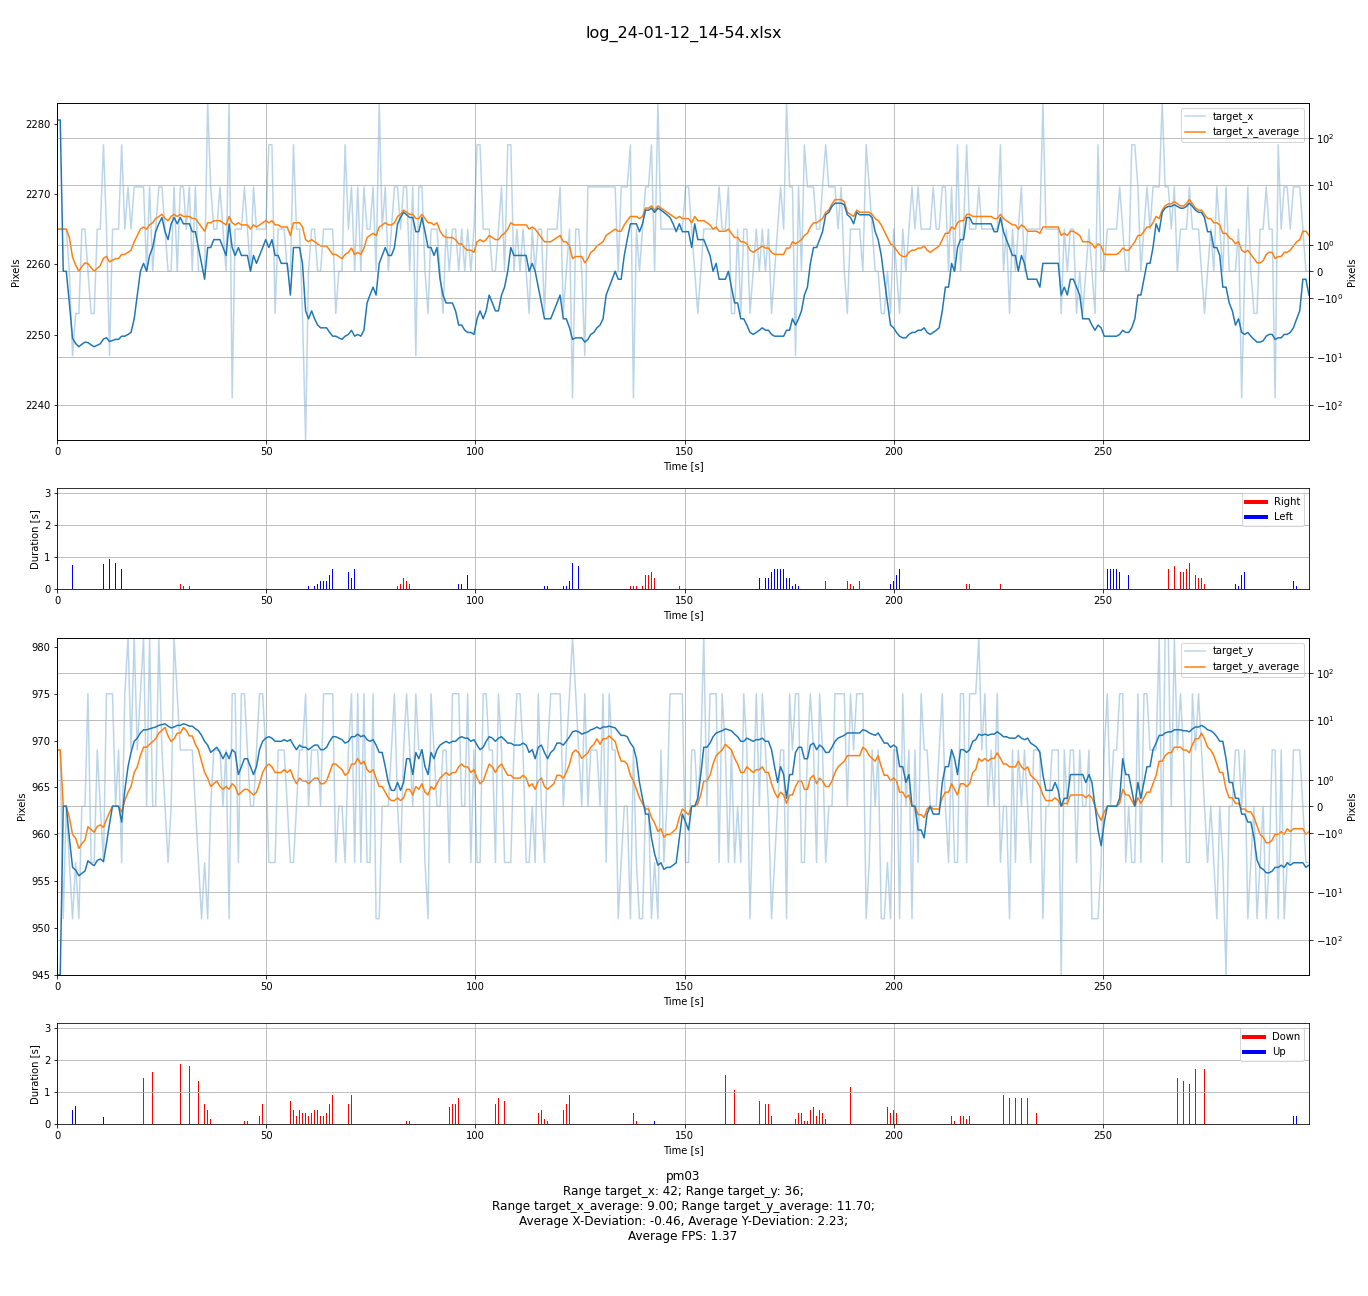 log_24-01-12_14-54.xlsx
target_x
target_x_average
2280
2270
2260
2250
2240
Pixels
10²
10¹
10⁰
0
−10⁰
−10¹
−10²
Pixels
0 50 100 150 200 250
Time [s]
Right
Left
3
2
1
0
Duration [s]
0 50 100 150 200 250
Time [s]
target_y
target_y_average
980
975
970
965
960
955
950
945
Pixels
10²
10¹
10⁰
0
−10⁰
−10¹
−10²
Pixels
0 50 100 150 200 250
Time [s]
Down
Up
3
2
1
0
Duration [s]
0 50 100 150 200 250
Time [s]
pm03
Range target_x: 42; Range target_y: 36;
Range target_x_average: 9.00; Range target_y_average: 11.70;
Average X-Deviation: -0.46, Average Y-Deviation: 2.23;
Average FPS: 1.37